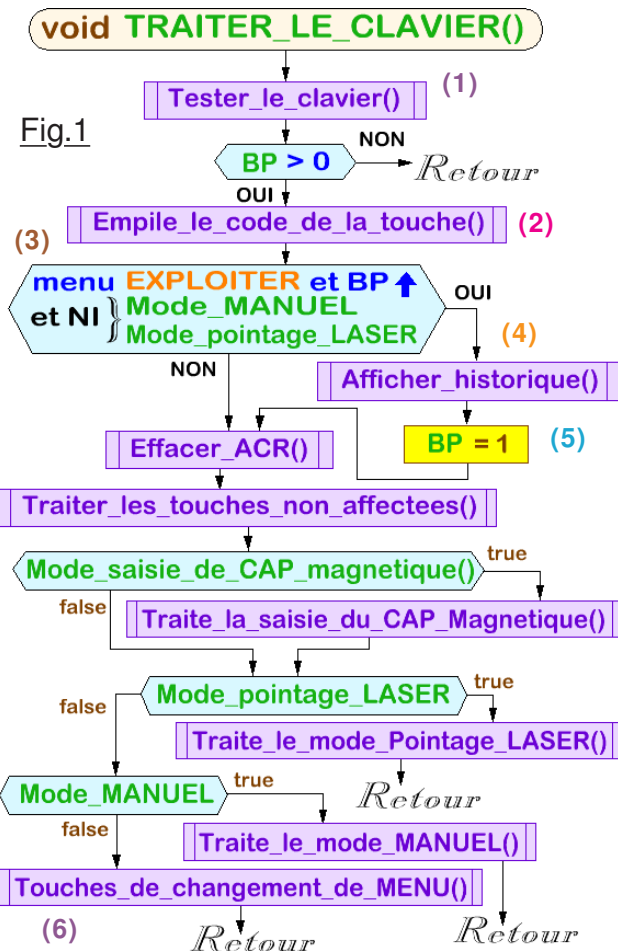 void TRAITER_LE_CLAVIER()
(1)
Tester_le_clavier()
Fig.1
NON
BP > 0
Retour
OUI
Empile_le_code_de_la_touche()
(2)
(3)
menu EXPLOITER et BP ↑
OUI
et NI } Mode_MANUEL
Mode_pointage_LASER
(4)
NON
Afficher_historique()
Effacer_ACR()
BP = 1
(5)
Traiter_les_touches_non_affectees()
true
Mode_saisie_de_CAP_magnetique()
false
Traite_la_saisie_du_CAP_Magnetique()
true
Mode_pointage_LASER
false
Traite_le_mode_Pointage_LASER()
true
Mode_MANUEL
Retour
false
Traite_le_mode_MANUEL()
Touches_de_changement_de_MENU()
(6)
Retour
Retour